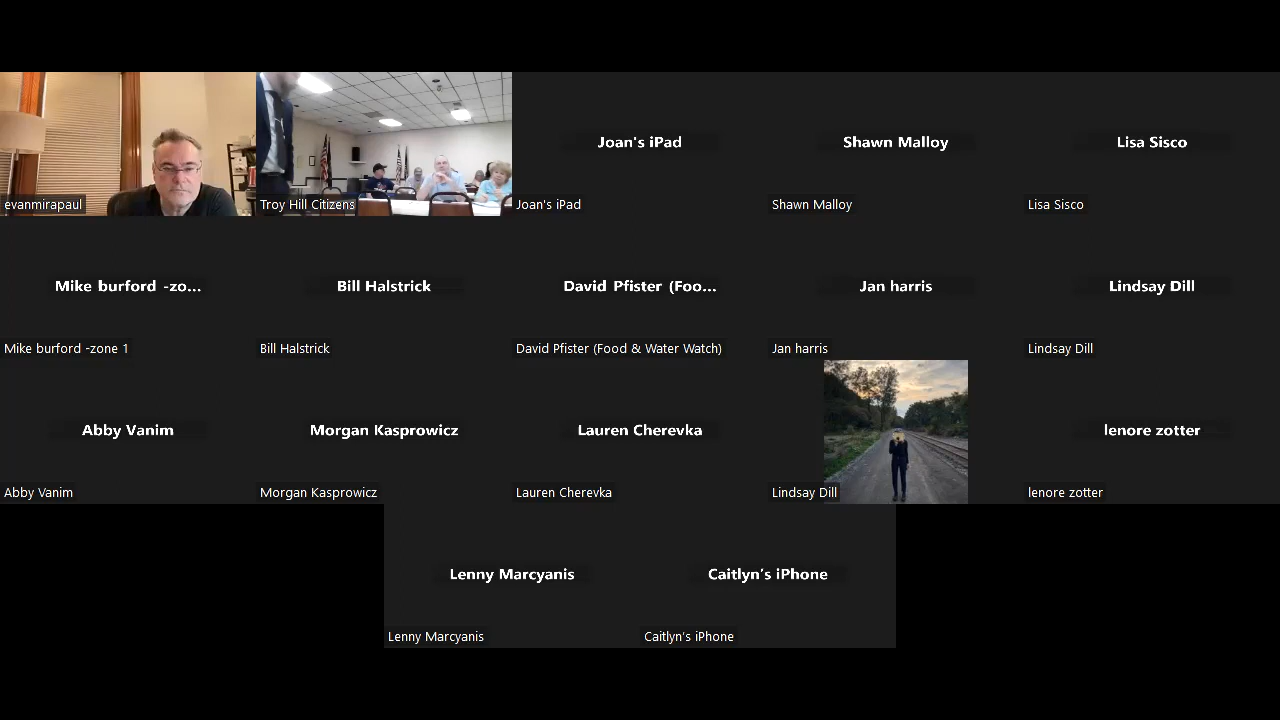 Joan's iPad
Shawn Malloy
Lisa Sisco
evanmirapaul
Troy Hill Citizens
Joan's iPad
Shawn Malloy
Lisa Sisco
Mike burford -zo...
Bill Halstrick
David Pfister (Foo...
Jan harris
Lindsay Dill
Mike burford -zone 1
Bill Halstrick
David Pfister (Food & Water Watch)
Jan harris
Lindsay Dill
Abby Vanim
Morgan Kasprowicz
Lauren Cherevka
lenore zotter
Abby Vanim
Morgan Kasprowicz
Lauren Cherevka
Lindsay Dill
lenore zotter
Lenny Marcyanis
Caitlyn’s iPhone
Lenny Marcyanis
Caitlyn's iPhone